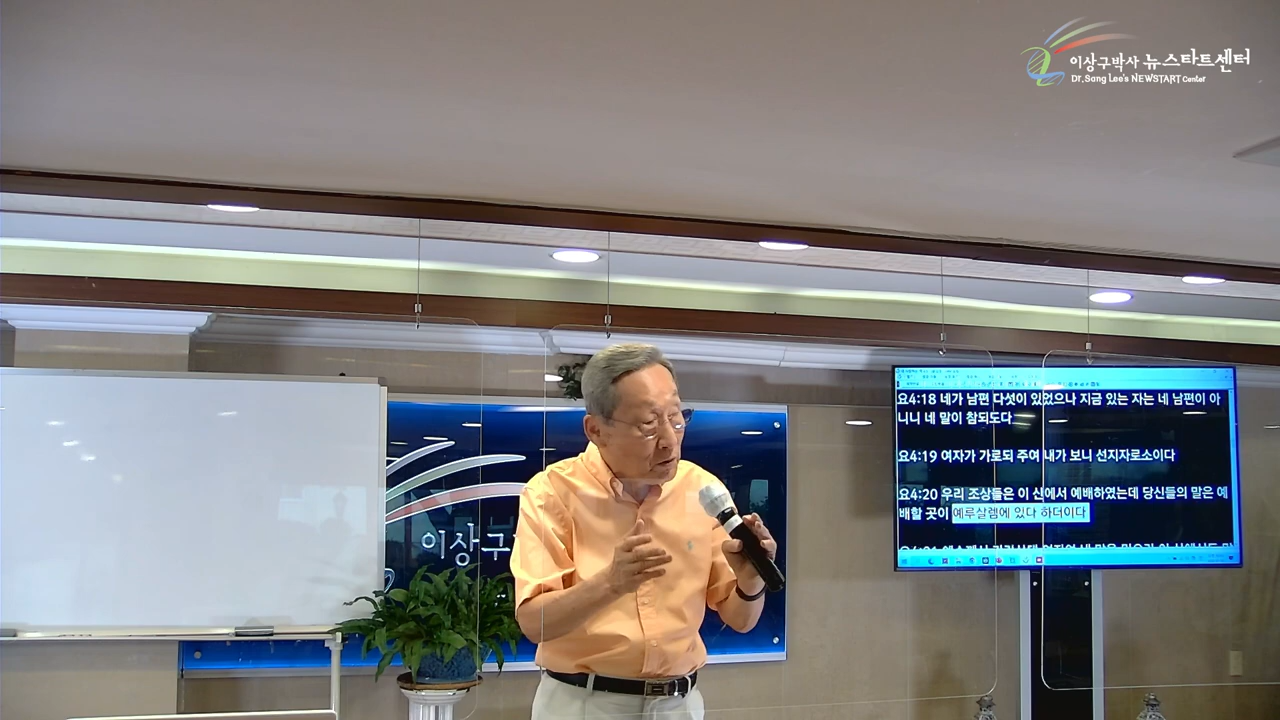 이상구박사 뉴스타트센터
Dr. Sang Lee's NEWSTART Center
요4:18 네가 남편 다섯이 있었으나 지금 있는 자는 네 남편이 아
니니 네 말이 참되도다
요4:19 여자가 가로되 주여 내가 보니 선지자로소이다
요4:20 우리 조상들은 이 산에서 예배하였는데 당신들의 말은 예
배할 곳이 예루살렘에 있다 하더이다
이상구